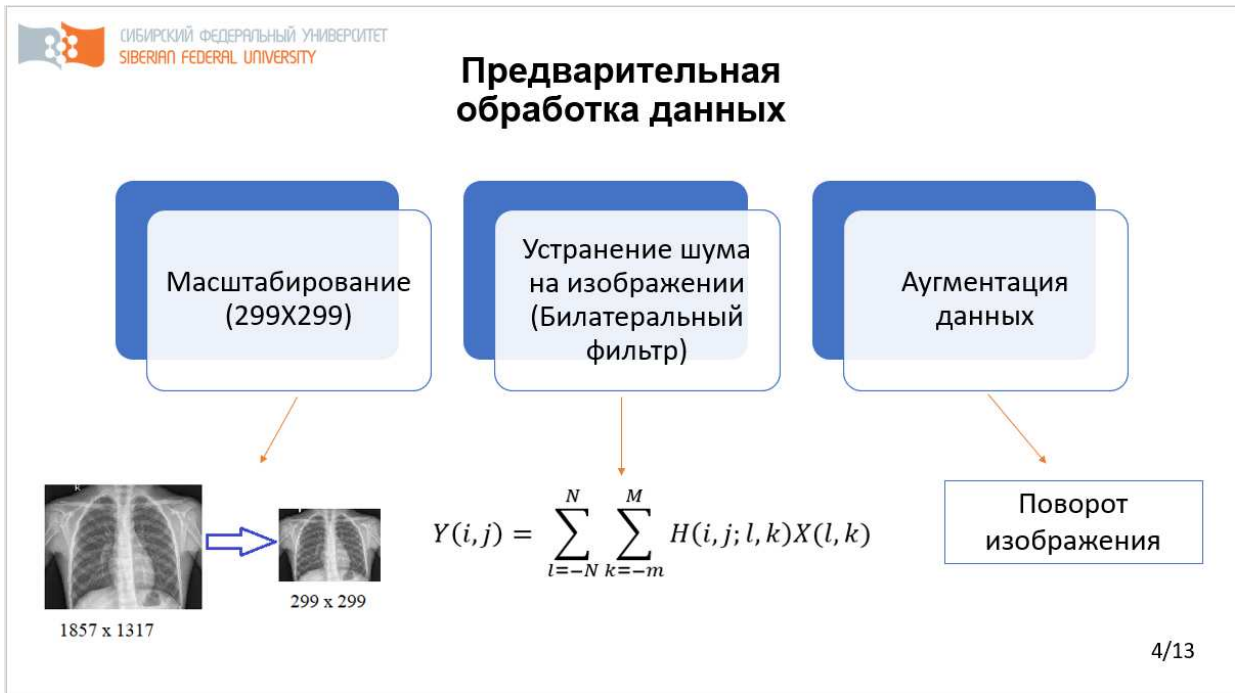 СИБИРСКИЙ ФЕДЕРАЛЬНЫЙ УНИВЕРСИТЕТ
SIBERIAN FEDERAL UNIVERSITY
Предварительная
обработка данных
Масштабирование
(299X299)
Устранение шума
на изображении
(Билатеральный
фильтр)
Аугментация
данных
1857 x 1317
299 x 299
Y(i,j) = ∑_{l=-N}^{N} ∑_{k=-m}^{M} H(i,j; l,k)X(l,k)
Поворот
изображения
4/13